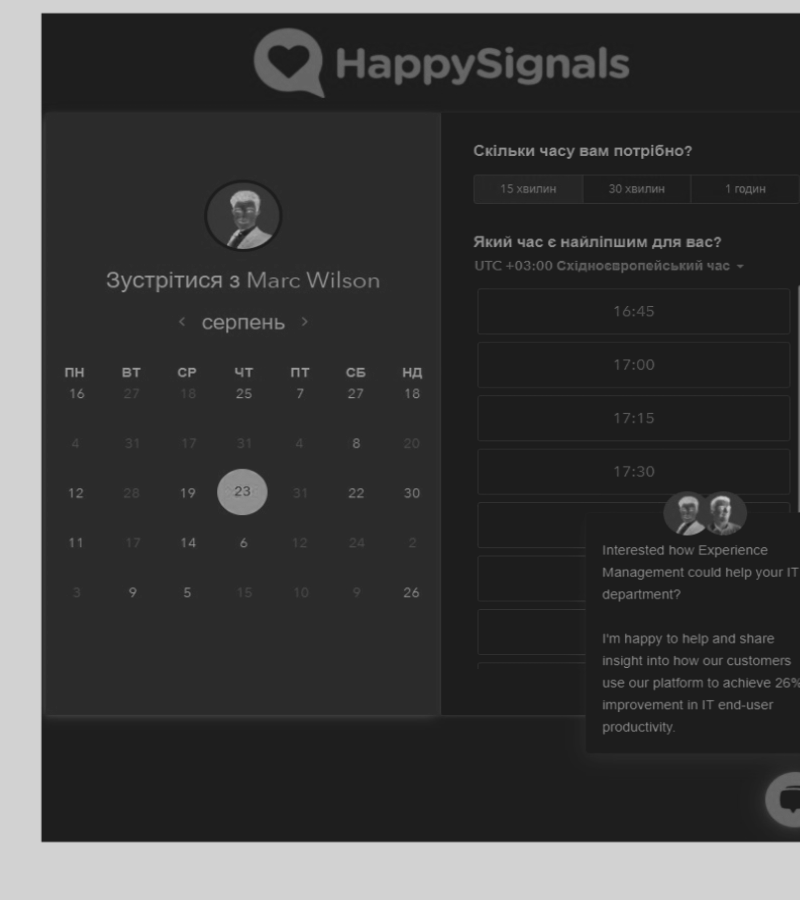 HappySignals
Зустрітися з Marc Wilson
серпень
ПН ВТ СР ЧТ ПТ СБ НД
16 27 18 25 7 27 18
4 31 17 31 4 8 20
12 28 19 23 31 22 30
11 17 14 6 12 24 2
3 9 5 15 10 9 26
Скільки часу вам потрібно?
15 хвилин 30 хвилин 1 годин
Який час є найліпшим для вас?
UTC +03:00 Східноєвропейський час
16:45
17:00
17:15
17:30
Interested how Experience
Management could help your IT
department?
I'm happy to help and share
insight into how our customers
use our platform to achieve 26%
improvement in IT end-user
productivity.